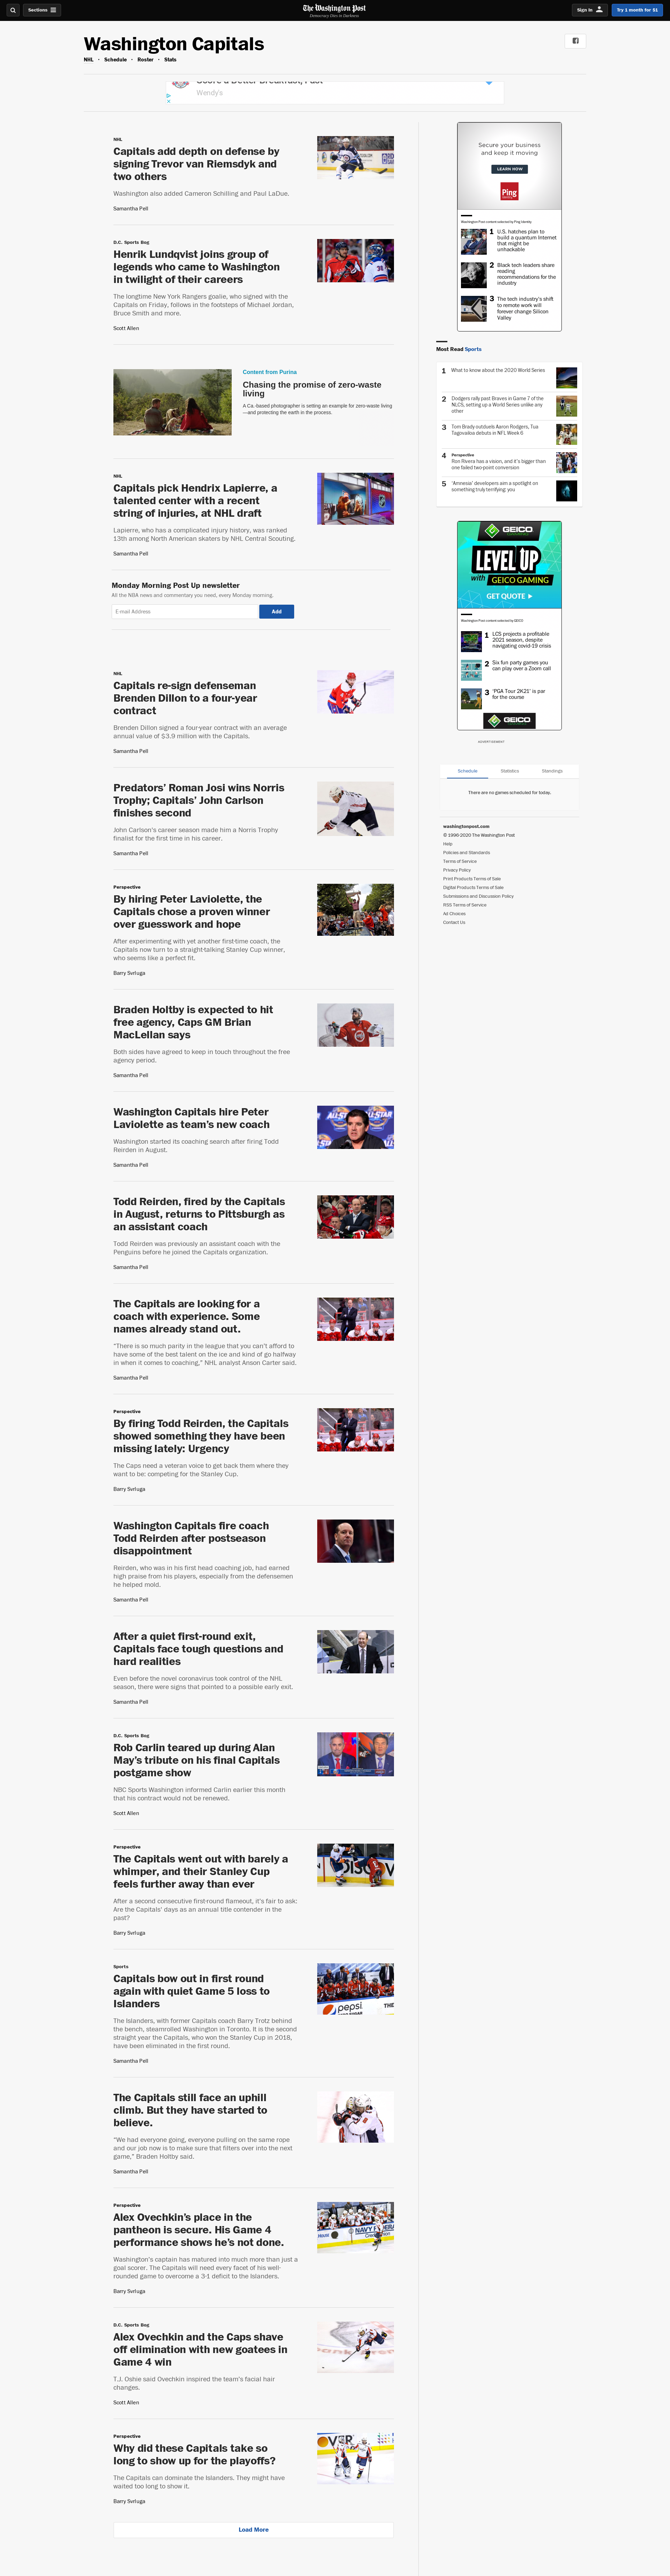 Sections
The Washington Post
Democracy Dies in Darkness
Sign In
Try 1 month for $1
Washington Capitals
NHL • Schedule • Roster • Stats
Wendy's
NHL
Capitals add depth on defense by
signing Trevor van Riemsdyk and
two others
Washington also added Cameron Schilling and Paul LaDue.
Samantha Pell
D.C. Sports Bog
Henrik Lundqvist joins group of
legends who came to Washington
in twilight of their careers
The longtime New York Rangers goalie, who signed with the
Capitals on Friday, follows in the footsteps of Michael Jordan,
Bruce Smith and more.
Scott Allen
Content from Purina
Chasing the promise of zero-waste
living
A Ca.-based photographer is setting an example for zero-waste living
—and protecting the earth in the process.
NHL
Capitals pick Hendrix Lapierre, a
talented center with a recent
string of injuries, at NHL draft
Lapierre, who has a complicated injury history, was ranked
13th among North American skaters by NHL Central Scouting.
Samantha Pell
Monday Morning Post Up newsletter
All the NBA news and commentary you need, every Monday morning.
E-mail Address
Add
NHL
Capitals re-sign defenseman
Brenden Dillon to a four-year
contract
Brenden Dillon signed a four-year contract with an average
annual value of $3.9 million with the Capitals.
Samantha Pell
Predators' Roman Josi wins Norris
Trophy; Capitals' John Carlson
finishes second
John Carlson's career season made him a Norris Trophy
finalist for the first time in his career.
Samantha Pell
Perspective
By hiring Peter Laviolette, the
Capitals chose a proven winner
over guesswork and hope
After experimenting with yet another first-time coach, the
Capitals now turn to a straight-talking Stanley Cup winner,
who seems like a perfect fit.
Barry Svrluga
Braden Holtby is expected to hit
free agency, Caps GM Brian
MacLellan says
Both sides have agreed to keep in touch throughout the free
agency period.
Samantha Pell
Washington Capitals hire Peter
Laviolette as team's new coach
Washington started its coaching search after firing Todd
Reirden in August.
Samantha Pell
Todd Reirden, fired by the Capitals
in August, returns to Pittsburgh as
an assistant coach
Todd Reirden was previously an assistant coach with the
Penguins before he joined the Capitals organization.
Samantha Pell
The Capitals are looking for a
coach with experience. Some
names already stand out.
"There is so much parity in the league that you can't afford to
have some of the best talent on the ice and kind of go halfway
in when it comes to coaching," NHL analyst Anson Carter said.
Samantha Pell
Perspective
By firing Todd Reirden, the Capitals
showed something they have been
missing lately: Urgency
The Caps need a veteran voice to get back them where they
want to be: competing for the Stanley Cup.
Barry Svrluga
Washington Capitals fire coach
Todd Reirden after postseason
disappointment
Reirden, who was in his first head coaching job, had earned
high praise from his players, especially from the defensemen
he helped mold.
Samantha Pell
After a quiet first-round exit,
Capitals face tough questions and
hard realities
Even before the novel coronavirus took control of the NHL
season, there were signs that pointed to a possible early exit.
Samantha Pell
D.C. Sports Bog
Rob Carlin teared up during Alan
May's tribute on his final Capitals
postgame show
NBC Sports Washington informed Carlin earlier this month
that his contract would not be renewed.
Scott Allen
Perspective
The Capitals went out with barely a
whimper, and their Stanley Cup
feels further away than ever
After a second consecutive first-round flameout, it's fair to ask:
Are the Capitals' days as an annual title contender in the
past?
Barry Svrluga
Sports
Capitals bow out in first round
again with quiet Game 5 loss to
Islanders
The Islanders, with former Capitals coach Barry Trotz behind
the bench, steamrolled Washington in Toronto. It is the second
straight year the Capitals, who won the Stanley Cup in 2018,
have been eliminated in the first round.
Samantha Pell
pepsi
The Capitals still face an uphill
climb. But they have started to
believe.
"We had everyone going, everyone pulling on the same rope
and our job now is to make sure that filters over into the next
game," Braden Holtby said.
Samantha Pell
Perspective
Alex Ovechkin's place in the
pantheon is secure. His Game 4
performance shows he's not done.
Washington's captain has matured into much more than just a
goal scorer. The Capitals will need every facet of his well-
rounded game to overcome a 3-1 deficit to the Islanders.
Barry Svrluga
D.C. Sports Bog
Alex Ovechkin and the Caps shave
off elimination with new goatees in
Game 4 win
T.J. Oshie said Ovechkin inspired the team's facial hair
changes.
Scott Allen
Perspective
Why did these Capitals take so
long to show up for the playoffs?
The Capitals can dominate the Islanders. They might have
waited too long to show it.
Barry Svrluga
Load More
Secure your business
and keep it moving
LEARN HOW
Ping
Washington Post content selected by Ping Identity
1 U.S. hatches plan to
build a quantum Internet
that might be
unhackable
2 Black tech leaders share
reading
recommendations for the
industry
3 The tech industry's shift
to remote work will
forever change Silicon
Valley
Most Read Sports
1 What to know about the 2020 World Series
2 Dodgers rally past Braves in Game 7 of the
NLCS, setting up a World Series unlike any
other
3 Tom Brady outduels Aaron Rodgers, Tua
Tagovailoa debuts in NFL Week 6
4 Perspective
Ron Rivera has a vision, and it's bigger than
one failed two-point conversion
5 'Amnesia' developers aim a spotlight on
something truly terrifying: you
GEICO
LEVEL UP
with GEICO GAMING
GET QUOTE
Washington Post content selected by GEICO
1 LCS projects a profitable
2021 season, despite
navigating covid-19 crisis
2 Six fun party games you
can play over a Zoom call
3 'PGA Tour 2K21' is par
for the course
GEICO
ADVERTISEMENT
Schedule Statistics Standings
There are no games scheduled for today.
washingtonpost.com
© 1996-2020 The Washington Post
Help
Policies and Standards
Terms of Service
Privacy Policy
Print Products Terms of Sale
Digital Products Terms of Sale
Submissions and Discussion Policy
RSS Terms of Service
Ad Choices
Contact Us